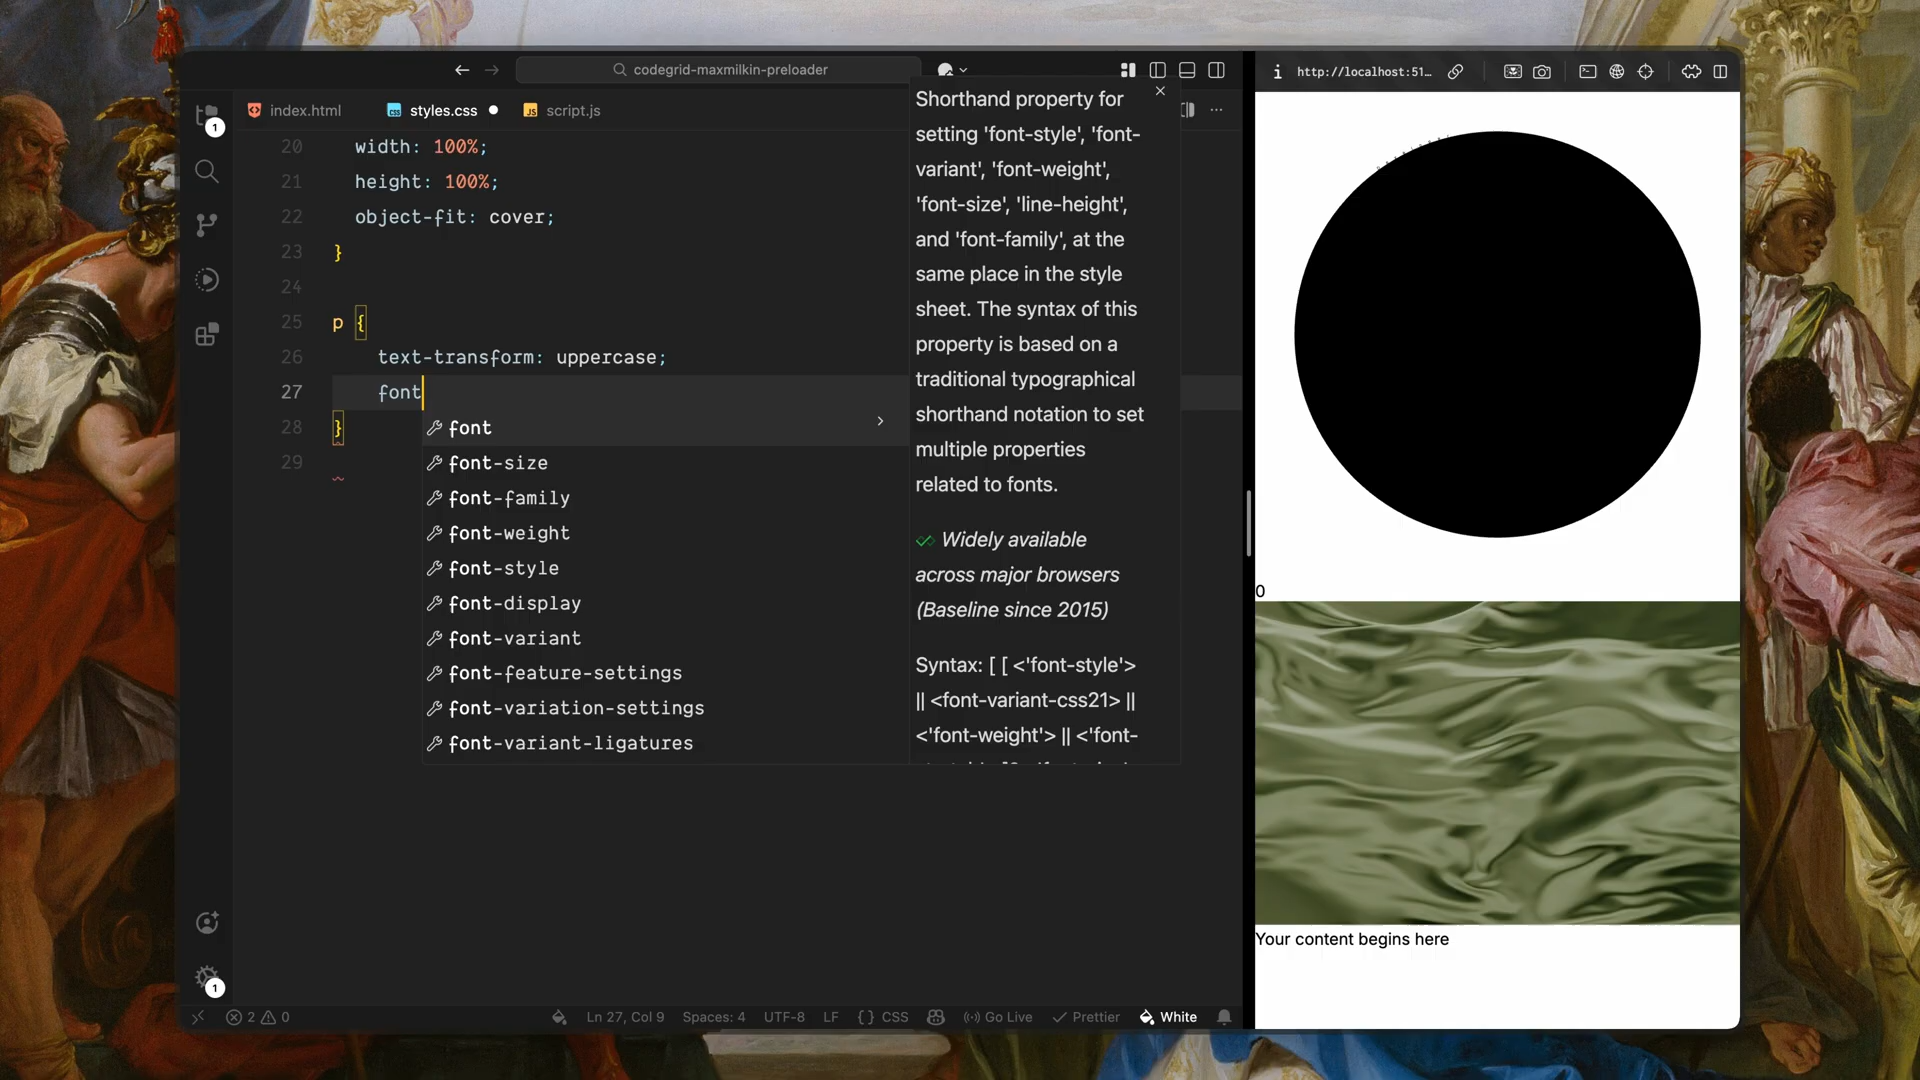 codegrid-maxmilkin-preloader
i http://localhost:51...
1
index.html
styles.css
JS script.js
...
20 width: 100%;
21 height: 100%;
22 object-fit: cover;
23 }
24
25 p {
26 text-transform: uppercase;
27 font
28 }
29
font
font-size
font-family
font-weight
font-style
font-display
font-variant
font-feature-settings
font-variation-settings
font-variant-ligatures
Shorthand property for
setting 'font-style', 'font-
variant', 'font-weight',
'font-size', 'line-height',
and 'font-family', at the
same place in the style
sheet. The syntax of this
property is based on a
traditional typographical
shorthand notation to set
multiple properties
related to fonts.
Widely available
across major browsers
(Baseline since 2015)
Syntax: [ [ <'font-style'>
|| <font-variant-css21> ||
<'font-weight'> || <'font-
0
Your content begins here
1
2 0
Ln 27, Col 9
Spaces: 4
UTF-8
LF
{ } CSS
Go Live
Prettier
White